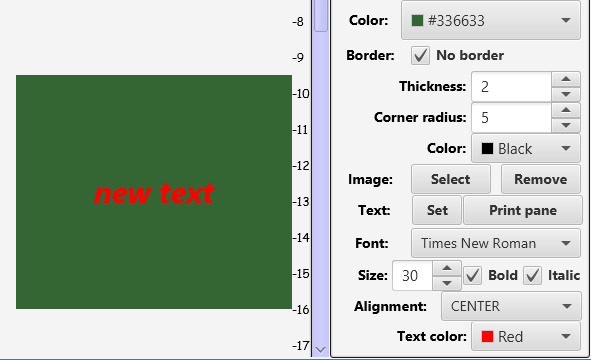 -8
-9
-10
-11
-12
new text
-13
-14
-15
-16
-17
Color: #336633
Border: No border
Thickness: 2
Corner radius: 5
Color: Black
Image: Select Remove
Text: Set Print pane
Font: Times New Roman
Size: 30 Bold Italic
Alignment: CENTER
Text color: Red